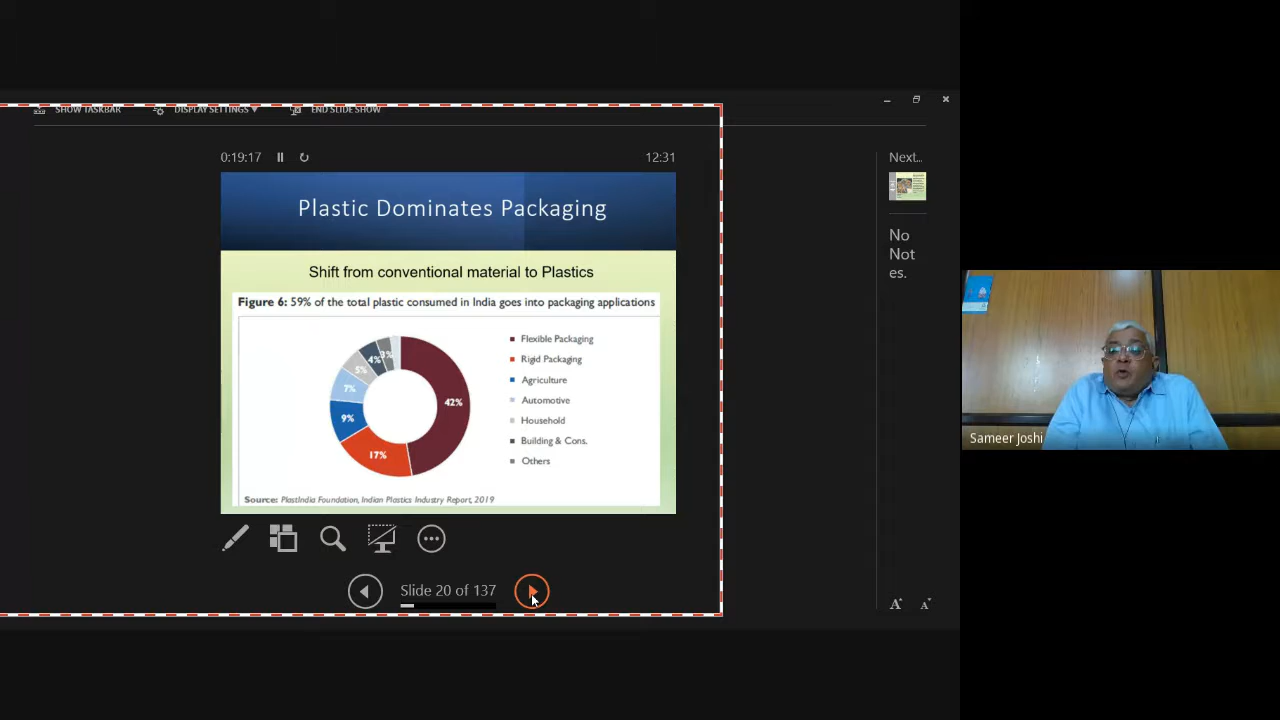 SHOW TASKBAR
DISPLAY SETTINGS
END SLIDE SHOW
0:19:17
12:31
Next...
Plastic Dominates Packaging
Shift from conventional material to Plastics
Figure 6: 59% of the total plastic consumed in India goes into packaging applications
42%
17%
9%
7%
5%
4%
3%
Flexible Packaging
Rigid Packaging
Agriculture
Automotive
Household
Building & Cons.
Others
Source: PlastIndia Foundation, Indian Plastics Industry Report, 2019
No
Not
es.
Slide 20 of 137
A
A
Sameer Joshi